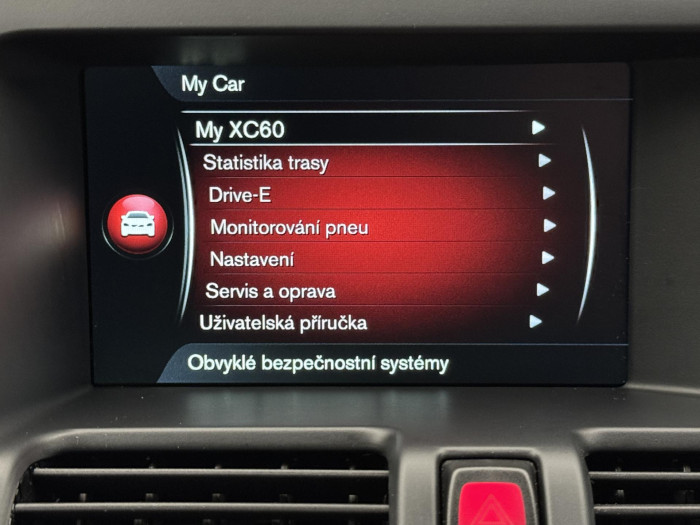 My Car
My XC60
Statistika trasy
Drive-E
Monitorování pneu
Nastavení
Servis a oprava
Uživatelská příručka
Obvyklé bezpečnostní systémy